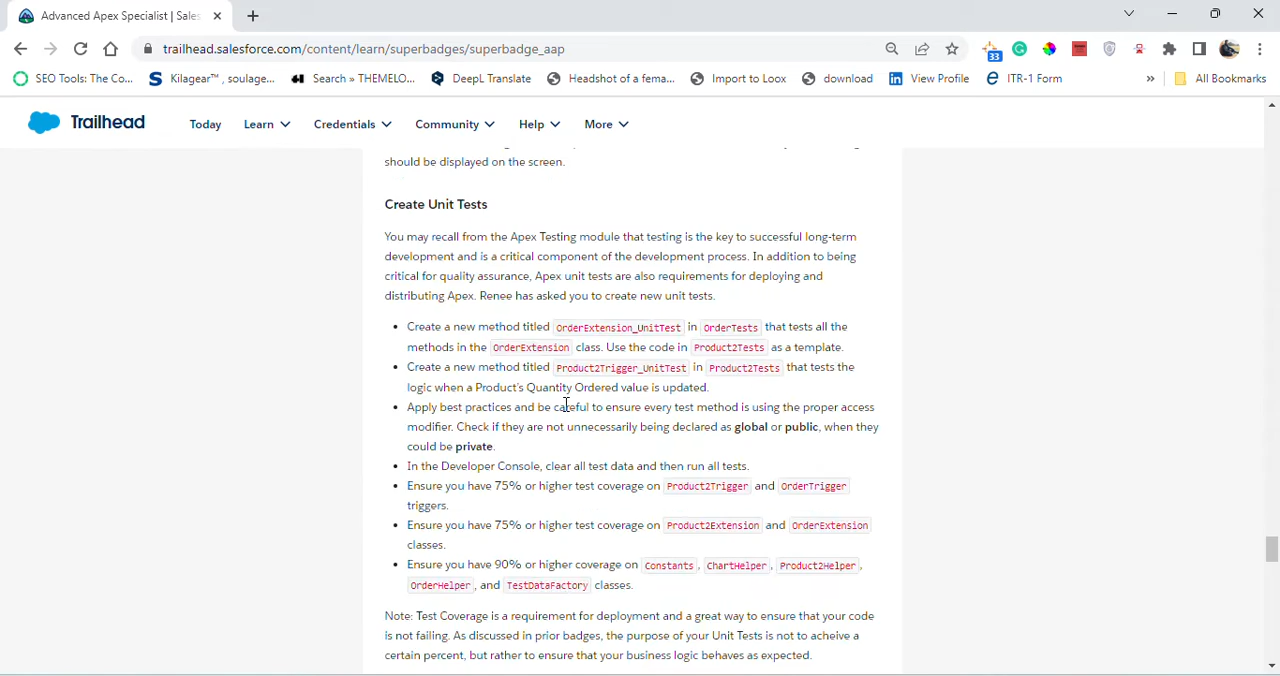 Advanced Apex Specialist | Sales
trailhead.salesforce.com/content/learn/superbadges/superbadge_aap
33
SEO Tools: The Co...
Kilagear™ , soulage...
Search » THEMELO...
DeepL Translate
Headshot of a fema...
Import to Loox
download
View Profile
ITR-1 Form
»
All Bookmarks
Trailhead
Today
Learn
Credentials
Community
Help
More
should be displayed on the screen.
Create Unit Tests
You may recall from the Apex Testing module that testing is the key to successful long-term
development and is a critical component of the development process. In addition to being
critical for quality assurance, Apex unit tests are also requirements for deploying and
distributing Apex. Renee has asked you to create new unit tests.
• Create a new method titled OrderExtension_UnitTest in OrderTests that tests all the
methods in the OrderExtension class. Use the code in Product2Tests as a template.
• Create a new method titled Product2Trigger_UnitTest in Product2Tests that tests the
logic when a Product's Quantity Ordered value is updated.
• Apply best practices and be careful to ensure every test method is using the proper access
modifier. Check if they are not unnecessarily being declared as global or public, when they
could be private.
• In the Developer Console, clear all test data and then run all tests.
• Ensure you have 75% or higher test coverage on Product2Trigger and OrderTrigger
triggers.
• Ensure you have 75% or higher test coverage on Product2Extension and OrderExtension
classes.
• Ensure you have 90% or higher coverage on Constants, ChartHelper, Product2Helper,
OrderHelper, and TestDataFactory classes.
Note: Test Coverage is a requirement for deployment and a great way to ensure that your code
is not failing. As discussed in prior badges, the purpose of your Unit Tests is not to acheive a
certain percent, but rather to ensure that your business logic behaves as expected.